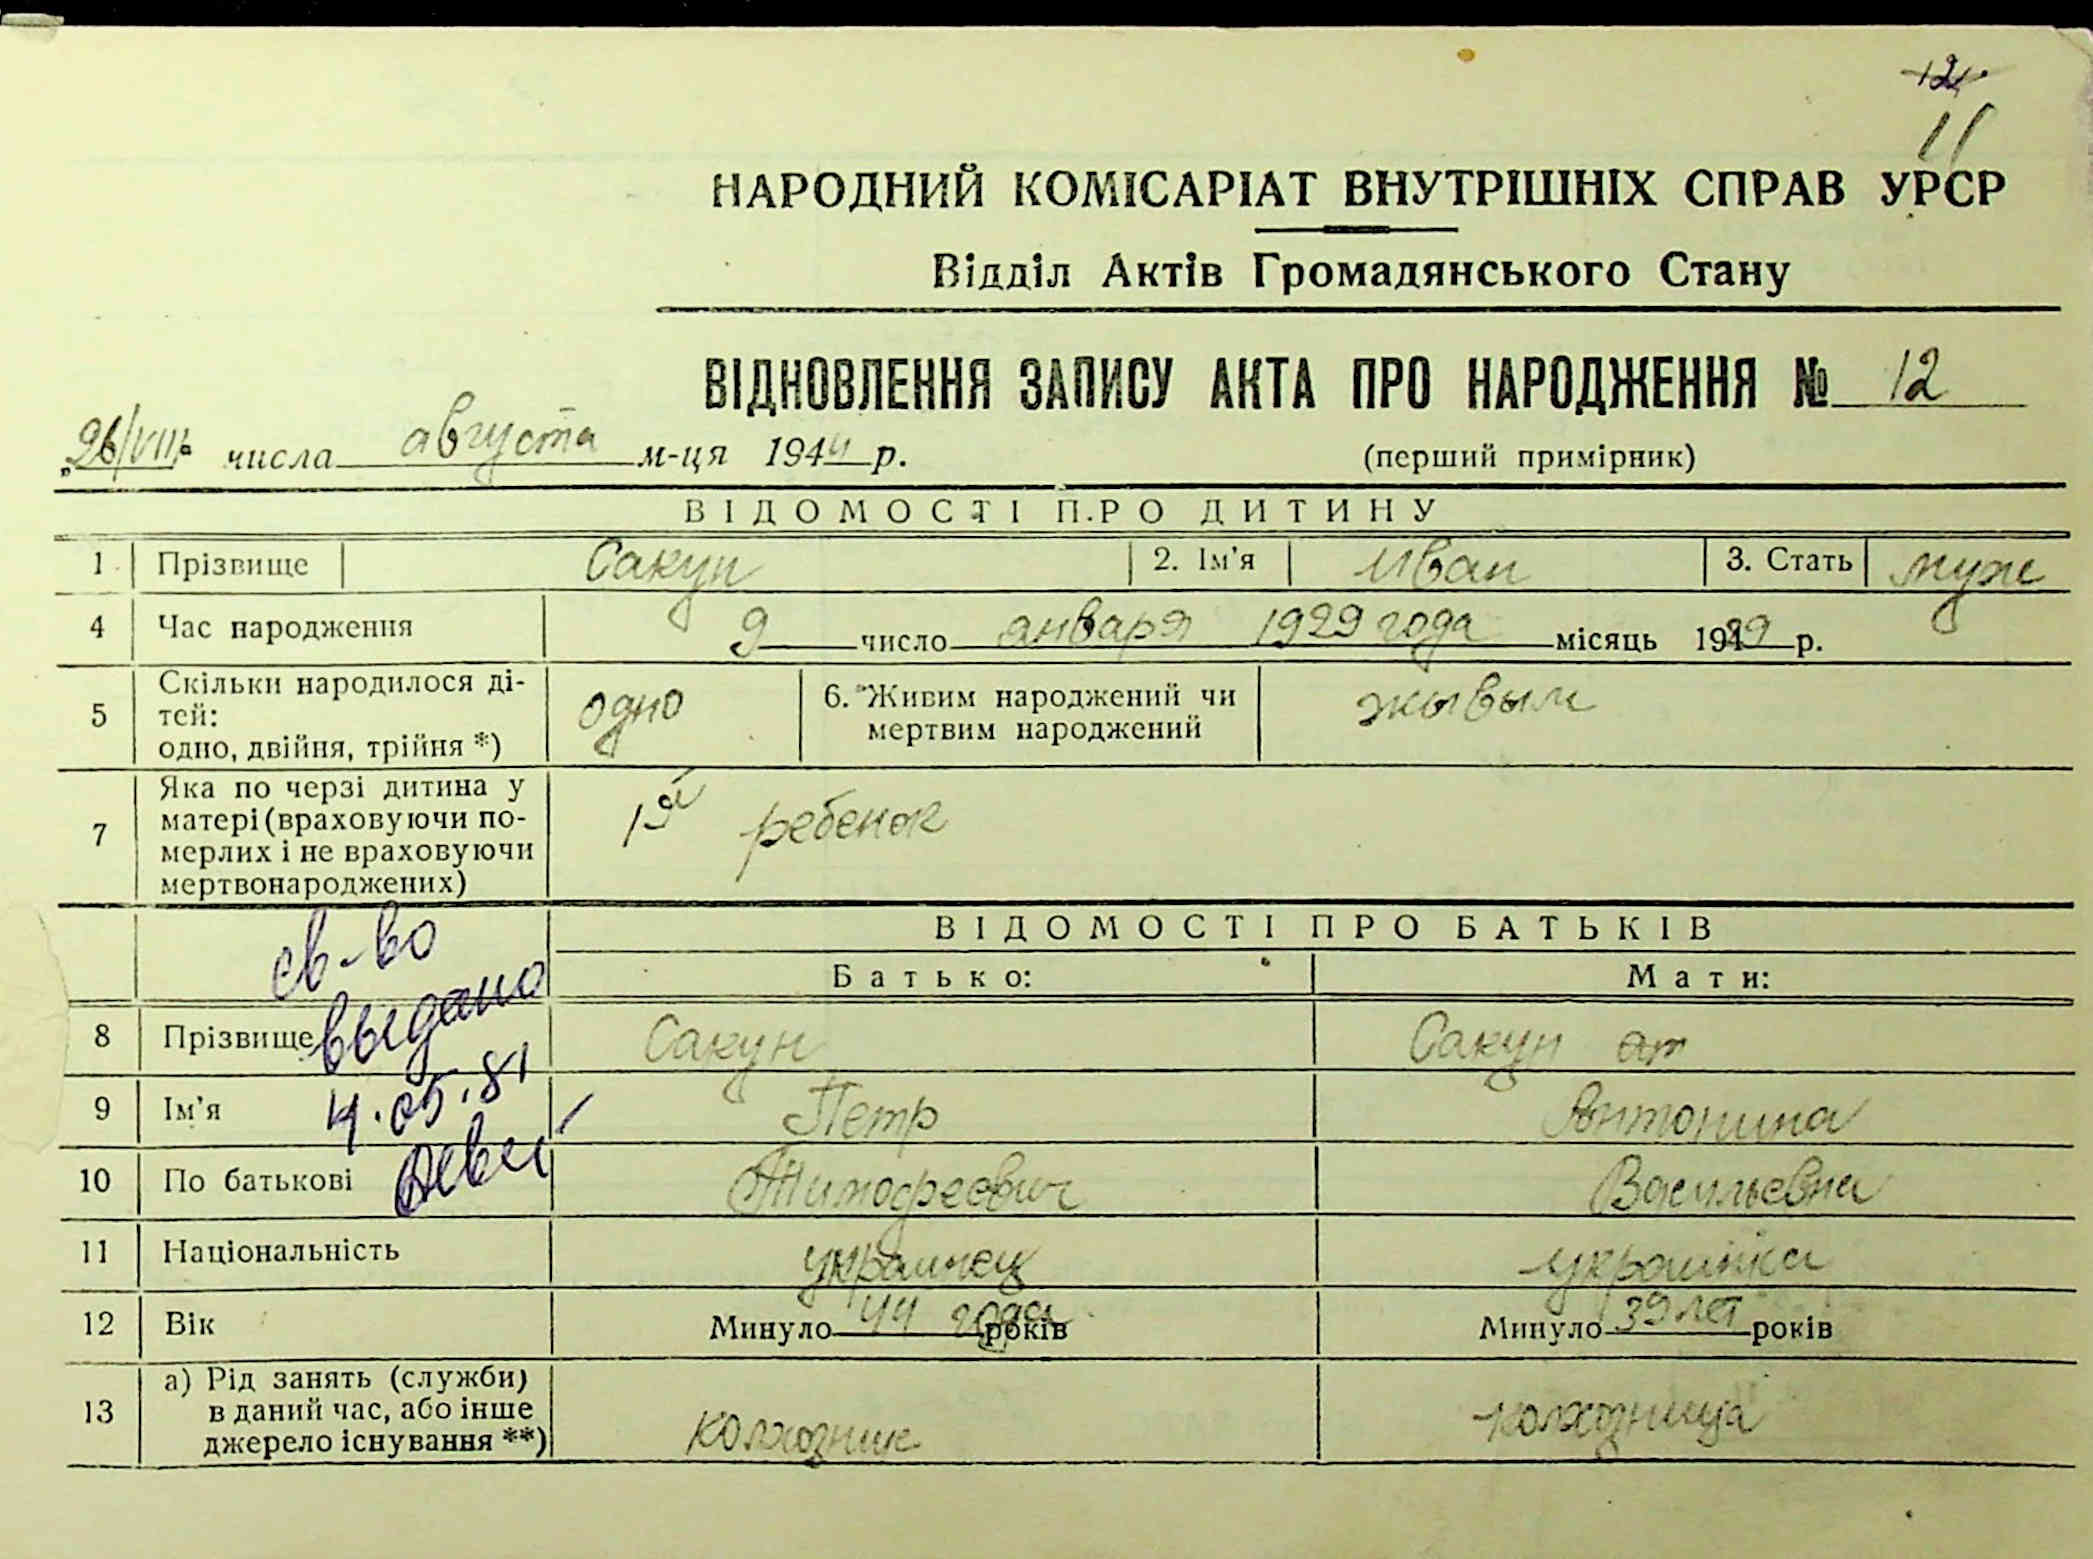 12
11
НАРОДНИЙ КОМІСАРІАТ ВНУТРІШНІХ СПРАВ УРСР
Відділ Актів Громадянського Стану
ВІДНОВЛЕННЯ ЗАПИСУ АКТА ПРО НАРОДЖЕННЯ № 12
„26/VIII" числа августа м-ця 1944 р.
(перший примірник)
ВІДОМОСТІ ПРО ДИТИНУ
1 Прізвище Сакун 2. Ім'я Иван 3. Стать муж
4 Час народження 9 число января 1929 года місяць 1929 р.
5 Скільки народилося ді-
тей:
одно, двійня, трійня *) одно 6. Живим народжений чи
мертвим народжений жывым
7 Яка по черзі дитина у
матері (враховуючи по-
мерлих і не враховуючи
мертвонароджених) 1й ребенок
св-во
выдано
4.05.81
ВІДОМОСТІ ПРО БАТЬКІВ
Батько: Мати:
8 Прізвище Сакун Сакун
9 Ім'я Петр Антонина
10 По батькові Тимофеевич Васильевна
11 Національність украинец украинка
12 Вік Минуло 44 года років Минуло 39 лет років
13 а) Рід занять (служби)
в даний час, або інше
джерело існування **) колхозник колхозница